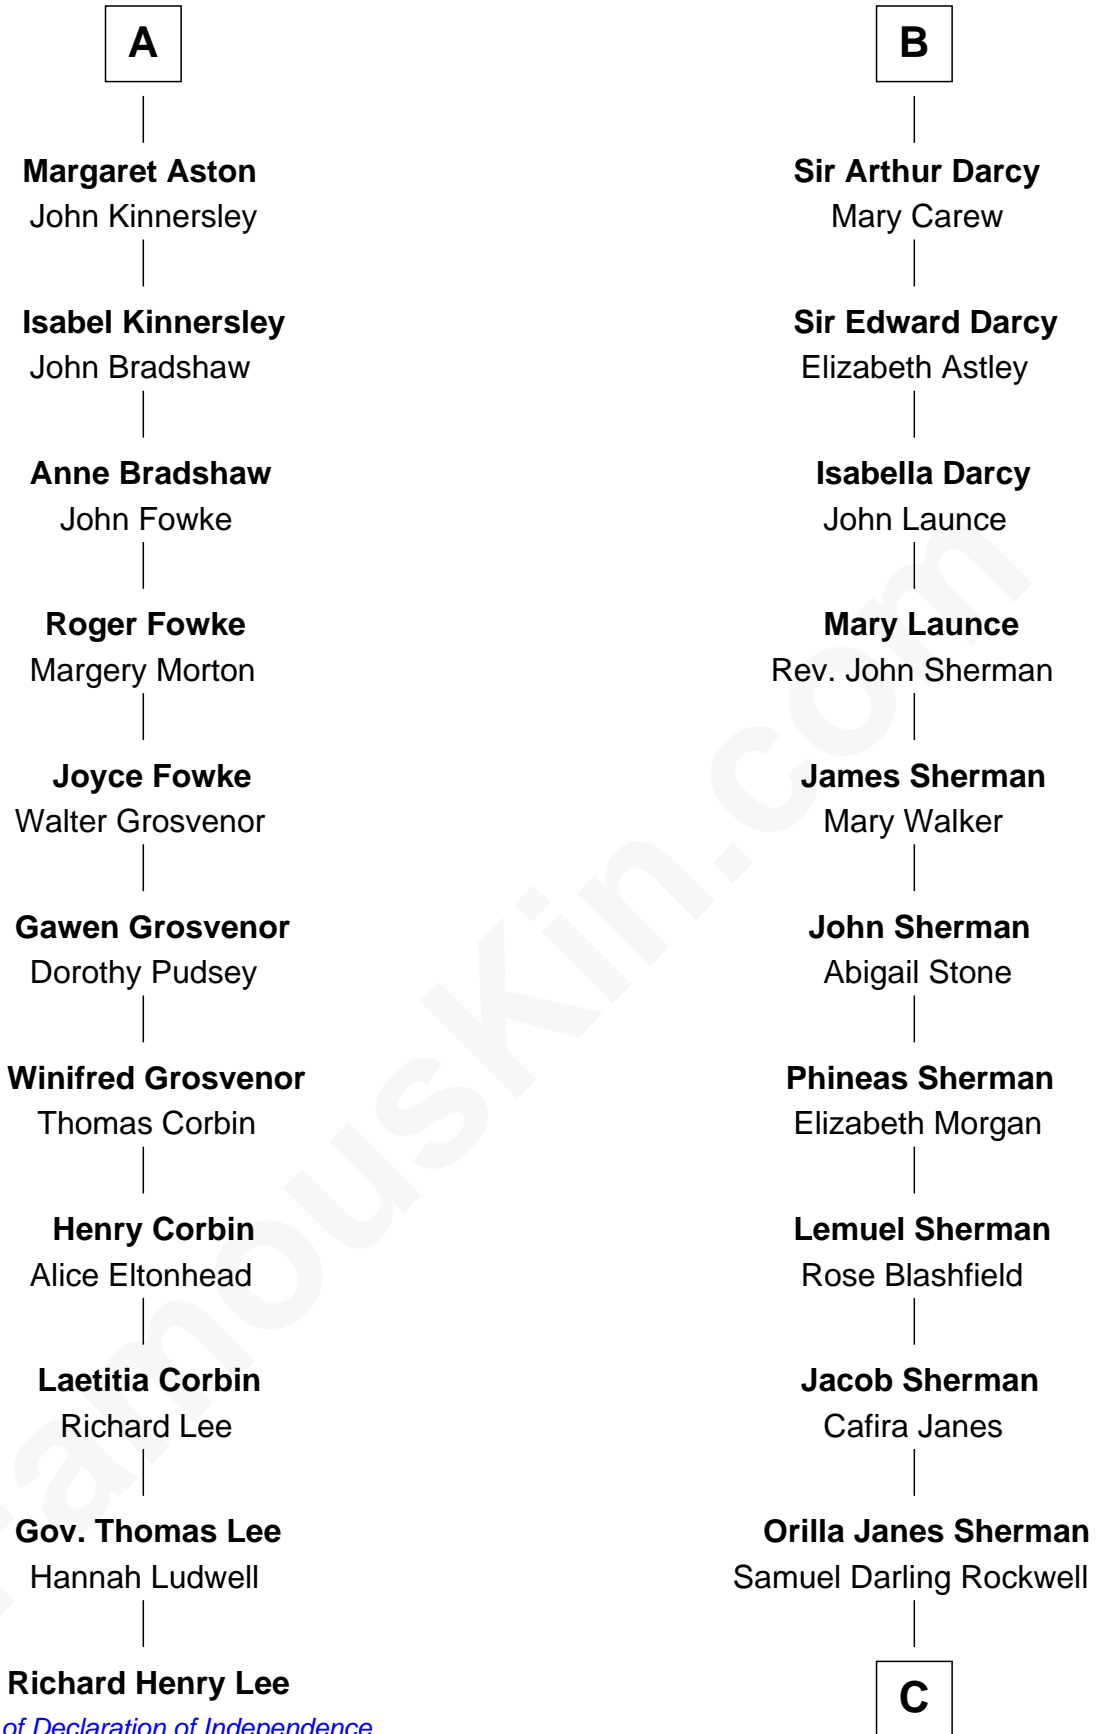 A
Margaret Aston
John Kinnersley
Isabel Kinnersley
John Bradshaw
Anne Bradshaw
John Fowke
Roger Fowke
Margery Morton
Joyce Fowke
Walter Grosvenor
Gawen Grosvenor
Dorothy Pudsey
Winifred Grosvenor
Thomas Corbin
Henry Corbin
Alice Eltonhead
Laetitia Corbin
Richard Lee
Gov. Thomas Lee
Hannah Ludwell
Richard Henry Lee
of Declaration of Independence
B
Sir Arthur Darcy
Mary Carew
Sir Edward Darcy
Elizabeth Astley
Isabella Darcy
John Launce
Mary Launce
Rev. John Sherman
James Sherman
Mary Walker
John Sherman
Abigail Stone
Phineas Sherman
Elizabeth Morgan
Lemuel Sherman
Rose Blashfield
Jacob Sherman
Cafira Janes
Orilla Janes Sherman
Samuel Darling Rockwell
C
FamousKin.com